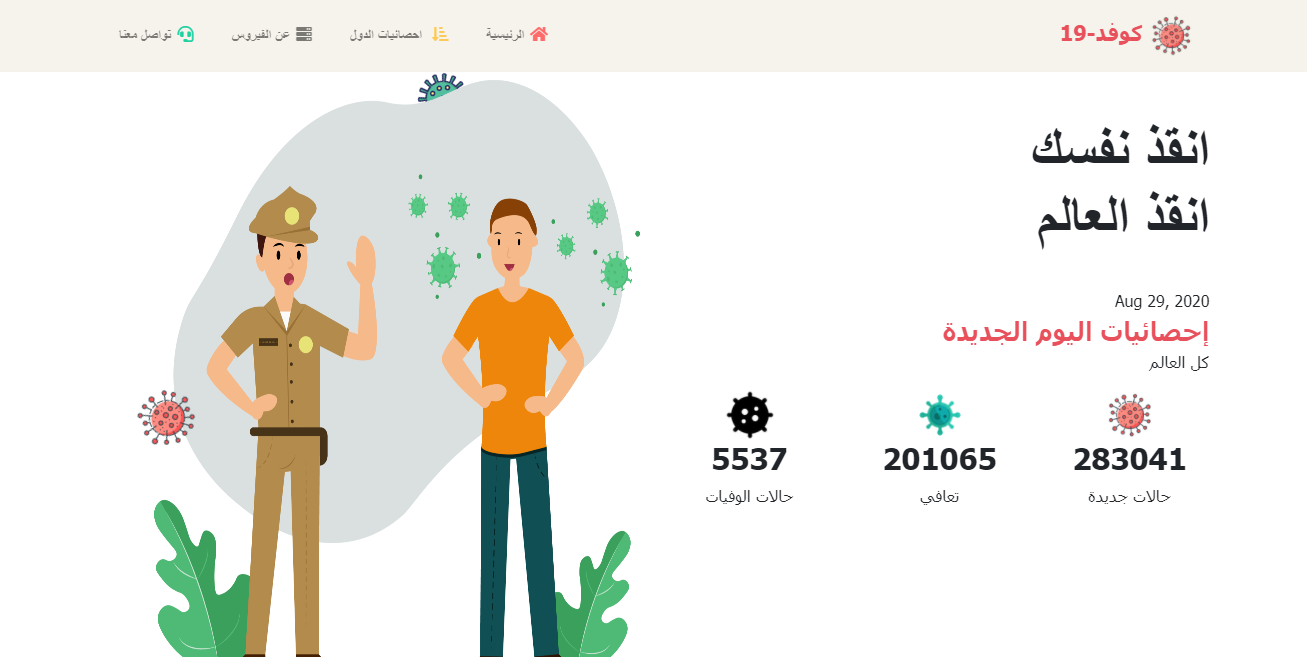 كوفد-19
الرئيسية
احصائيات الدول
عن الفيروس
تواصل معنا
انقذ نفسك
انقذ العالم
Aug 29, 2020
إحصائيات اليوم الجديدة
كل العالم
283041
حالات جديدة
201065
تعافي
5537
حالات الوفيات